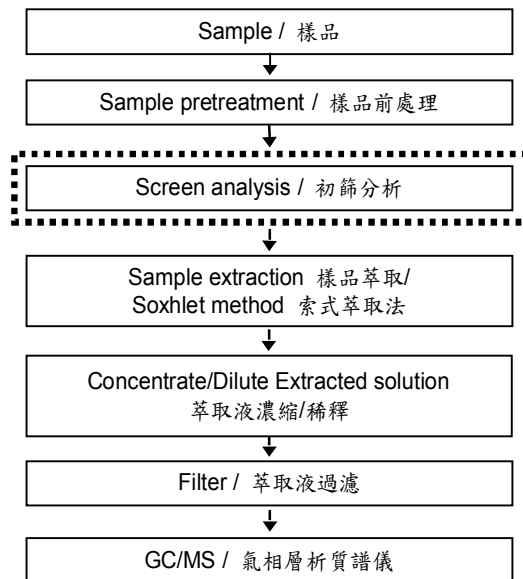 Sample / 樣品
Sample pretreatment / 樣品前處理
Screen analysis / 初篩分析
Sample extraction 樣品萃取/
Soxhlet method 索式萃取法
Concentrate/Dilute Extracted solution
萃取液濃縮/稀釋
Filter / 萃取液過濾
GC/MS / 氣相層析質譜儀